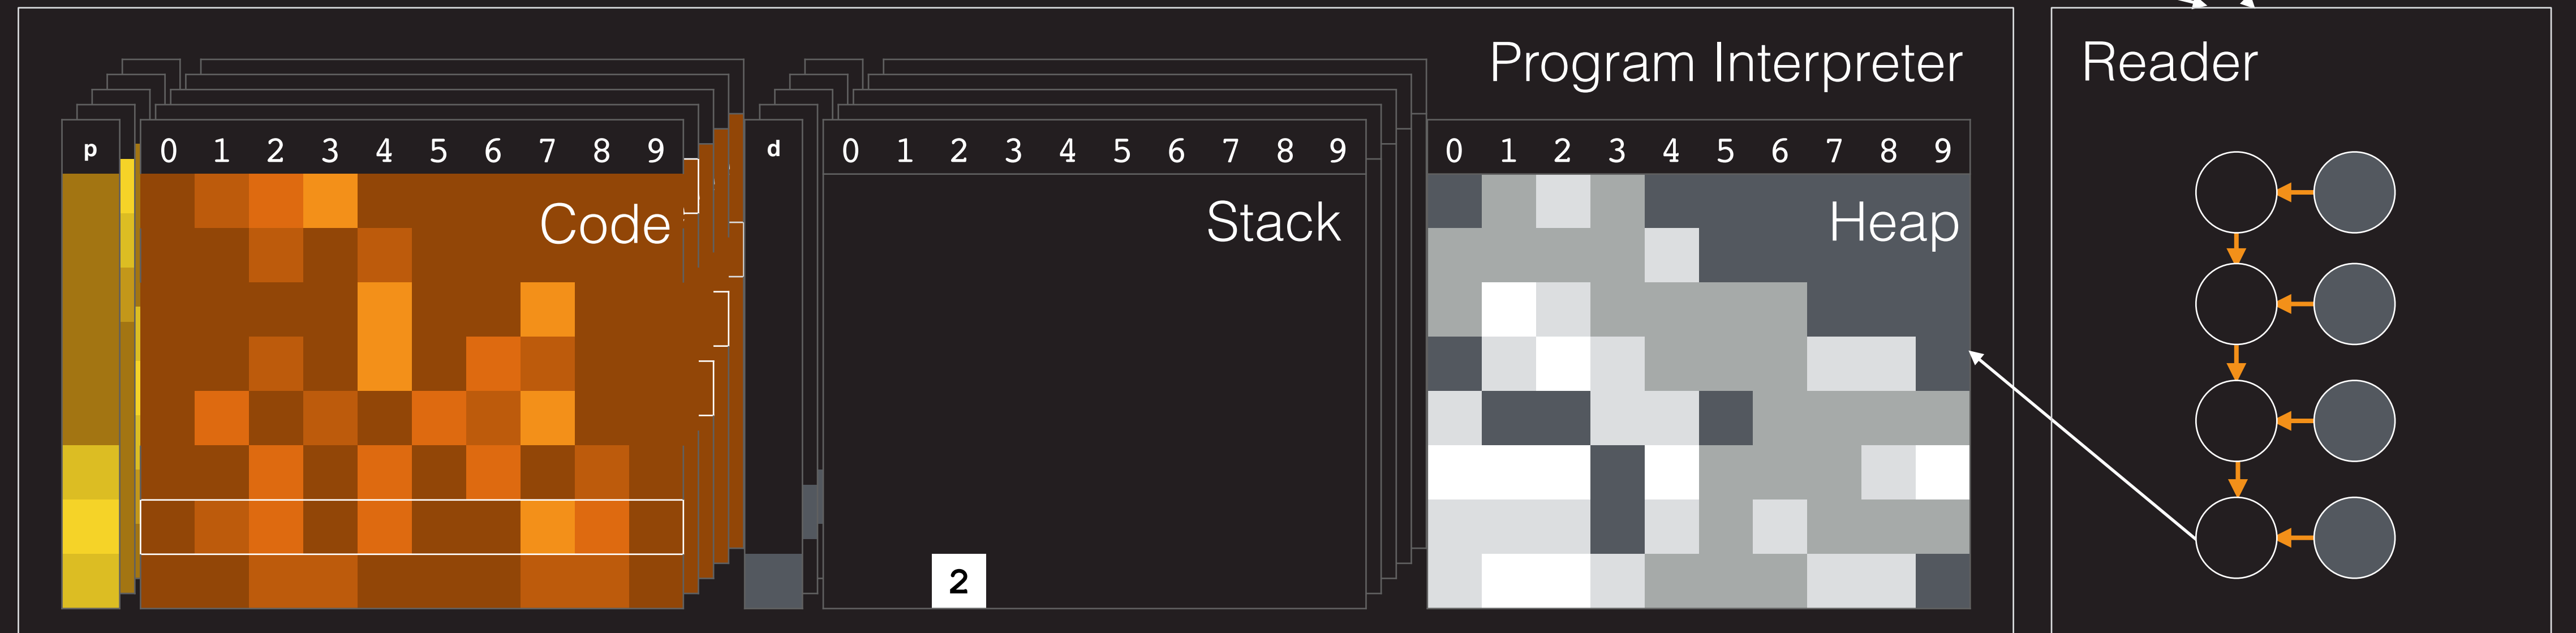 Program Interpreter
Reader
p
0 1 2 3 4 5 6 7 8 9
d
0 1 2 3 4 5 6 7 8 9
0 1 2 3 4 5 6 7 8 9
Code
Stack
Heap
2